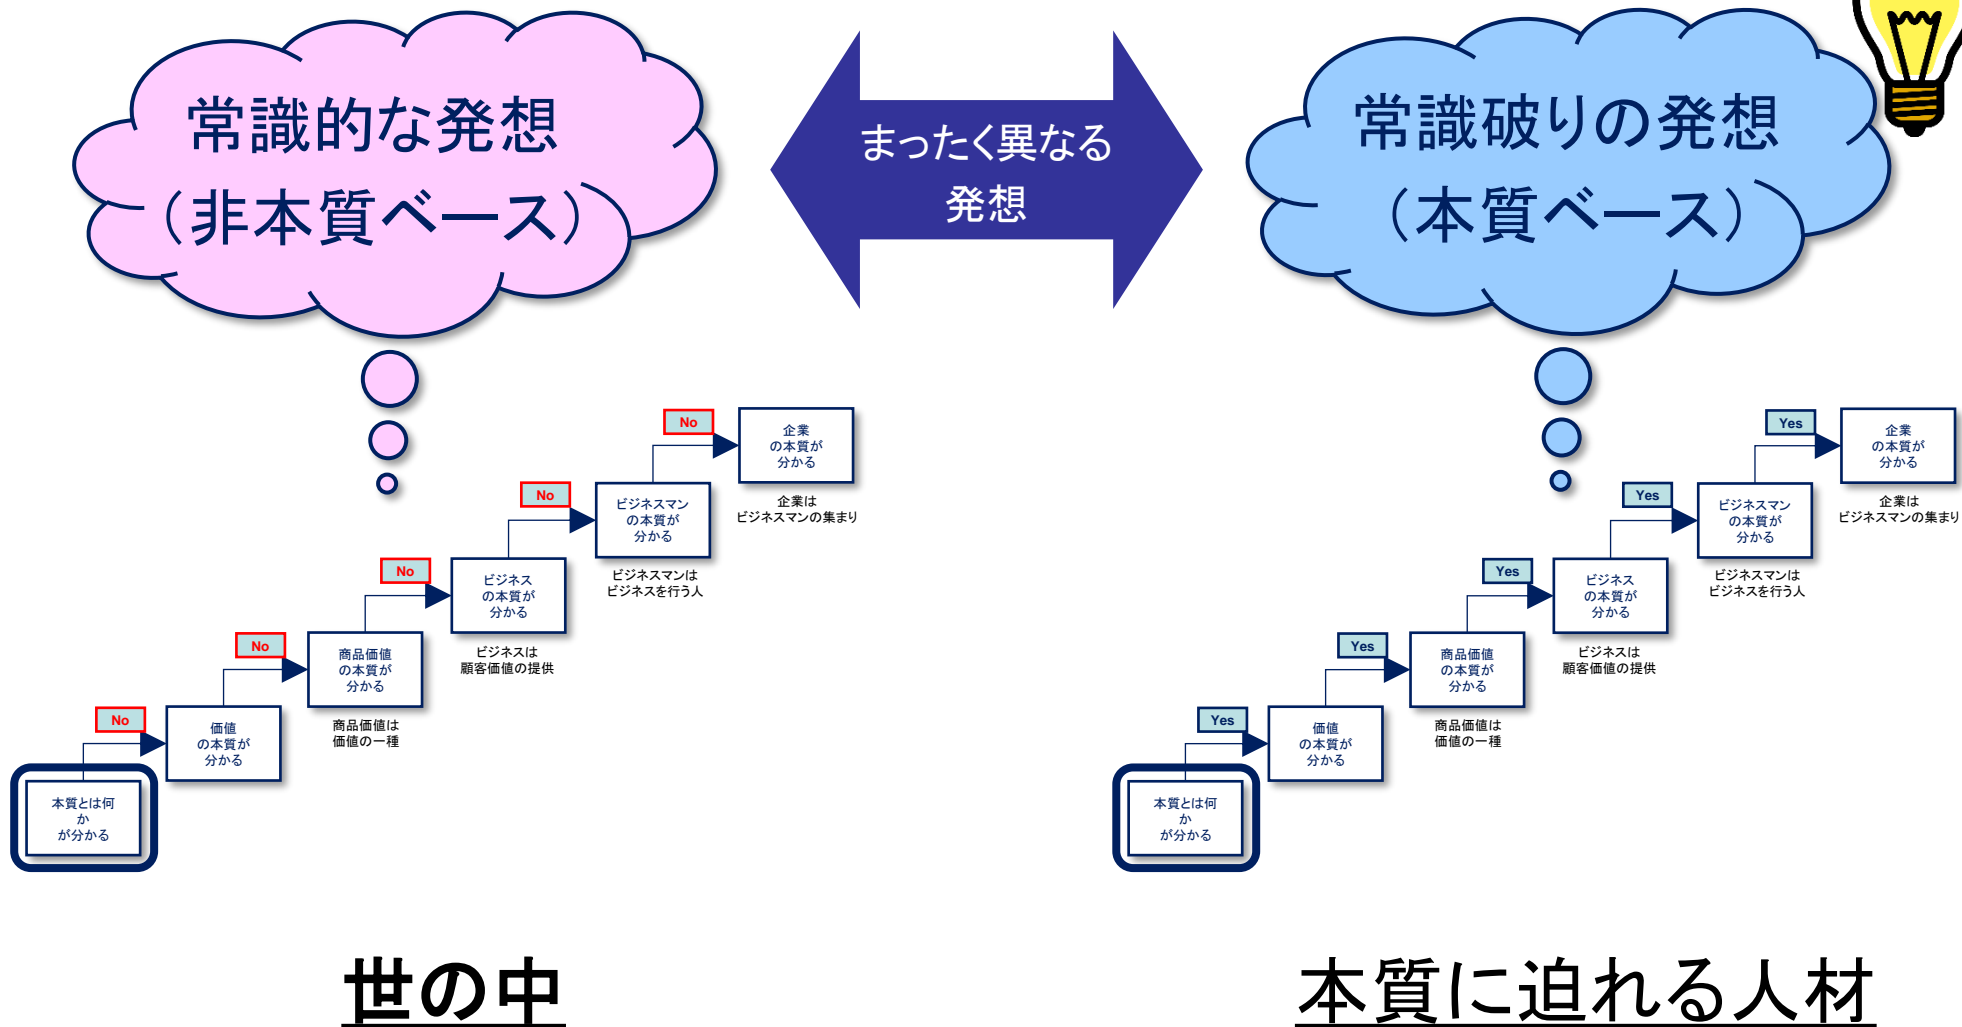 常識的な発想
（非本質ベース）
まったく異なる
発想
常識破りの発想
（本質ベース）
No
企業
の本質が
分かる
企業は
ビジネスマンの集まり
No
ビジネスマン
の本質が
分かる
ビジネスマンは
ビジネスを行う人
No
ビジネス
の本質が
分かる
ビジネスは
顧客価値の提供
No
商品価値
の本質が
分かる
商品価値は
価値の一種
No
価値
の本質が
分かる
本質とは何
か
が分かる
世の中
Yes
企業
の本質が
分かる
企業は
ビジネスマンの集まり
Yes
ビジネスマン
の本質が
分かる
ビジネスマンは
ビジネスを行う人
Yes
ビジネス
の本質が
分かる
ビジネスは
顧客価値の提供
Yes
商品価値
の本質が
分かる
商品価値は
価値の一種
Yes
価値
の本質が
分かる
本質とは何
か
が分かる
本質に迫れる人材